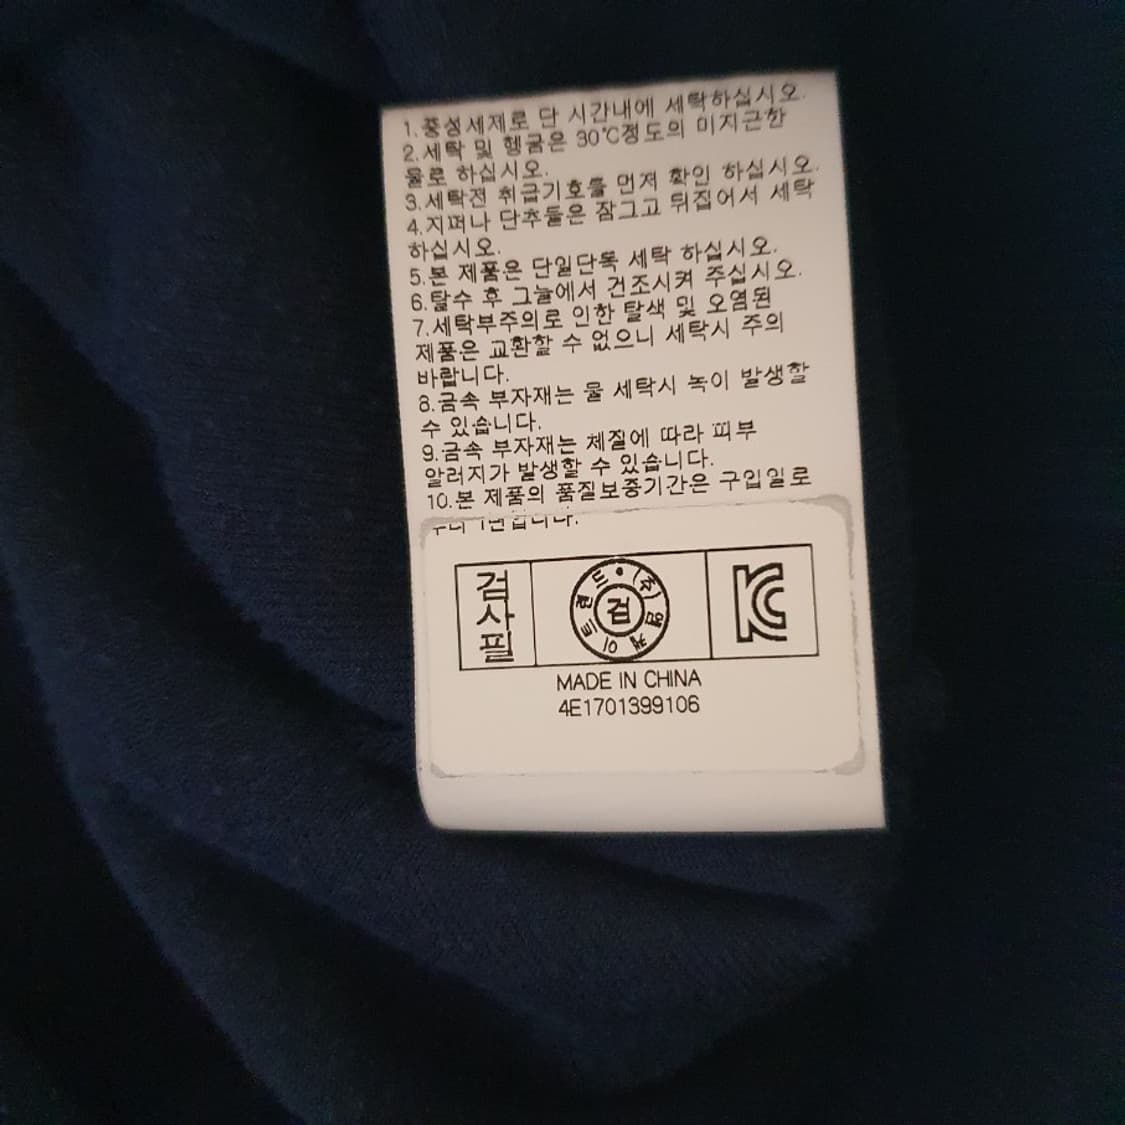 1.중성세제로 단 시간내에 세탁하십시오.
2.세탁 및 헹굼은 30℃정도의 미지근한
물로 하십시오.
3.세탁전 취급기호를 먼저 확인 하십시오.
4.지퍼나 단추들은 잠그고 뒤집어서 세탁
하십시오.
5.본 제품은 단일단독 세탁 하십시오.
6.탈수 후 그늘에서 건조시켜 주십시오.
7.세탁부주의로 인한 탈색 및 오염된
제품은 교환할 수 없으니 세탁시 주의
바랍니다.
8.금속 부자재는 물 세탁시 녹이 발생할
수 있습니다.
9.금속 부자재는 체질에 따라 피부
알러지가 발생할 수 있습니다.
10.본 제품의 품질보증기간은 구입일로
검사필
검
KC
MADE IN CHINA
4E1701399106